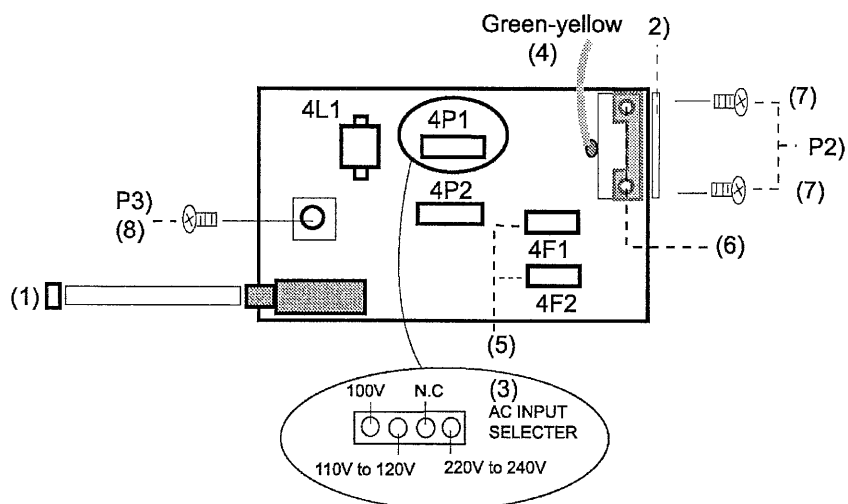 Green-yellow
(4)
2)
4L1
4P1
(7)
P2)
P3)
(8)
4P2
(7)
4F1
(6)
(1)
4F2
(5)
(3)
100V
N.C
AC INPUT
SELECTER
110V to 120V
220V to 240V